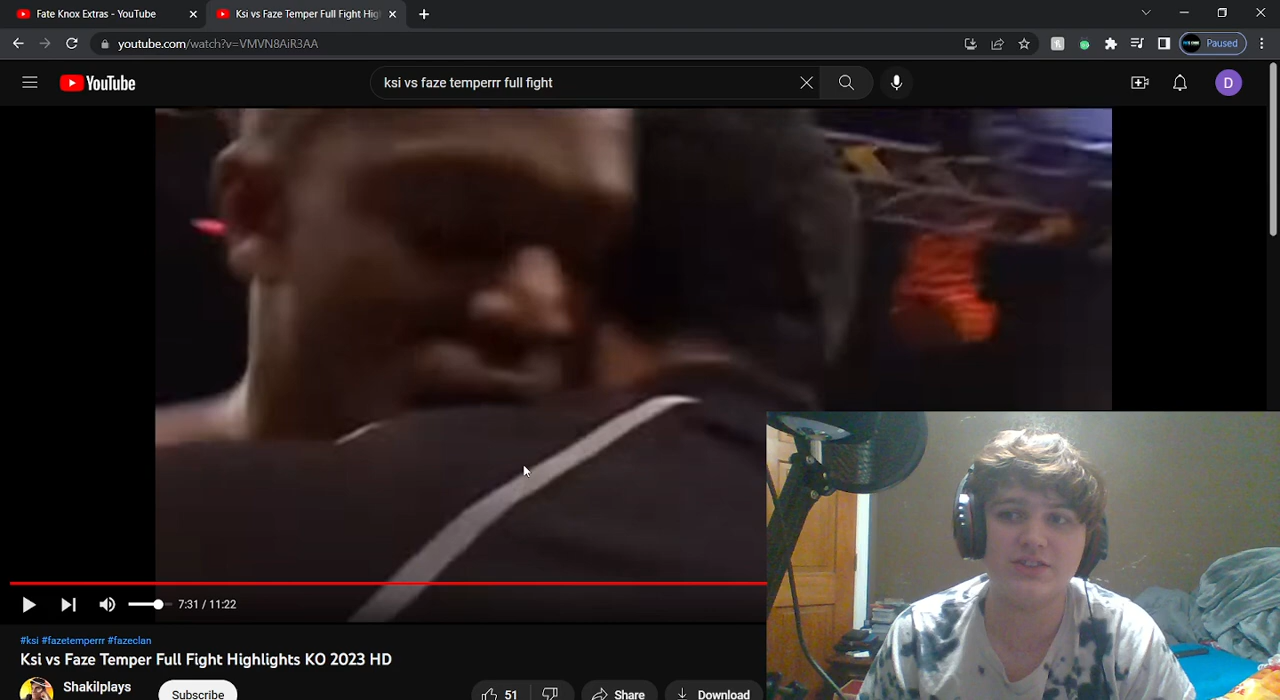 Fate Knox Extras - YouTube
Ksi vs Faze Temper Full Fight Hig
youtube.com/watch?v=VMVN8AiR3AA
Paused
YouTube
ksi vs faze temperrr full fight
D
7:31 / 11:22
#ksi #fazetemperrr #fazeclan
Ksi vs Faze Temper Full Fight Highlights KO 2023 HD
Shakilplays
Subscribe
51
Share
Download